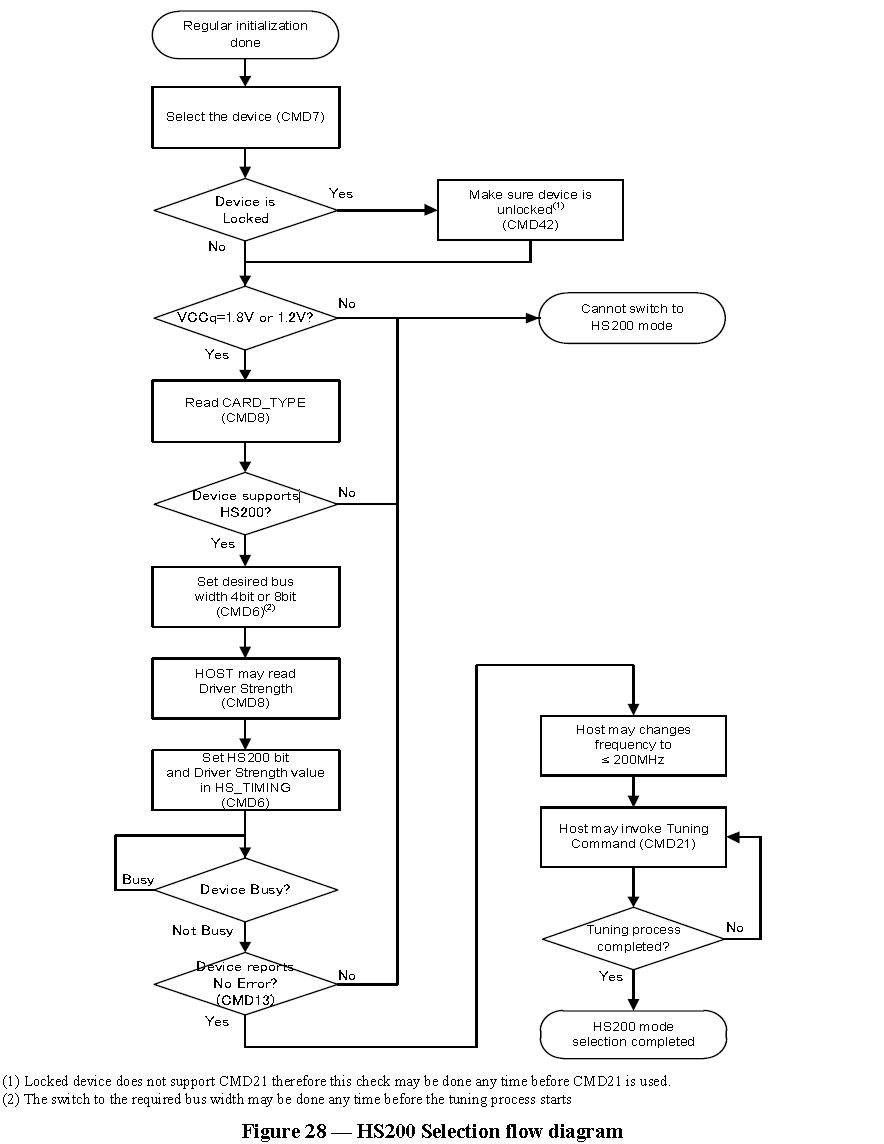 Regular initialization
done
Select the device (CMD7)
Device is
Locked
Yes
Make sure device is
unlocked(1)
(CMD42)
No
VCCq=1.8V or 1.2V?
No
Cannot switch to
HS200 mode
Yes
Read CARD_TYPE
(CMD8)
Device supports
HS200?
No
Yes
Set desired bus
width 4bit or 8bit
(CMD6)(2)
HOST may read
Driver Strength
(CMD8)
Set HS200 bit
and Driver Strength value
in HS_TIMING
(CMD6)
Busy
Device Busy?
Not Busy
Device reports
No Error?
(CMD13)
No
Yes
Host may changes
frequency to
≤ 200MHz
Host may invoke Tuning
Command (CMD21)
Tuning process
completed?
No
Yes
HS200 mode
selection completed
(1) Locked device does not support CMD21 therefore this check may be done any time before CMD21 is used.
(2) The switch to the required bus width may be done any time before the tuning process starts
Figure 28 — HS200 Selection flow diagram